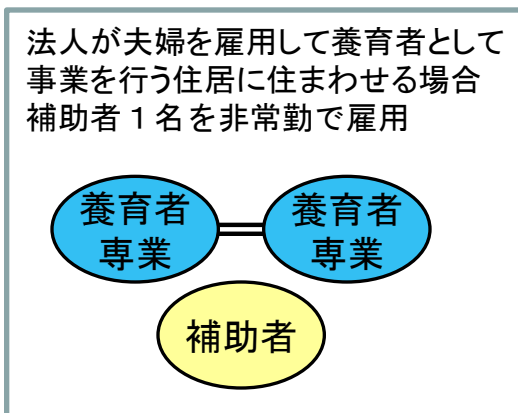 法人が夫婦を雇用して養育者として
事業を行う住居に住まわせる場合
補助者１名を非常勤で雇用
養育者 養育者
専業 専業
補助者